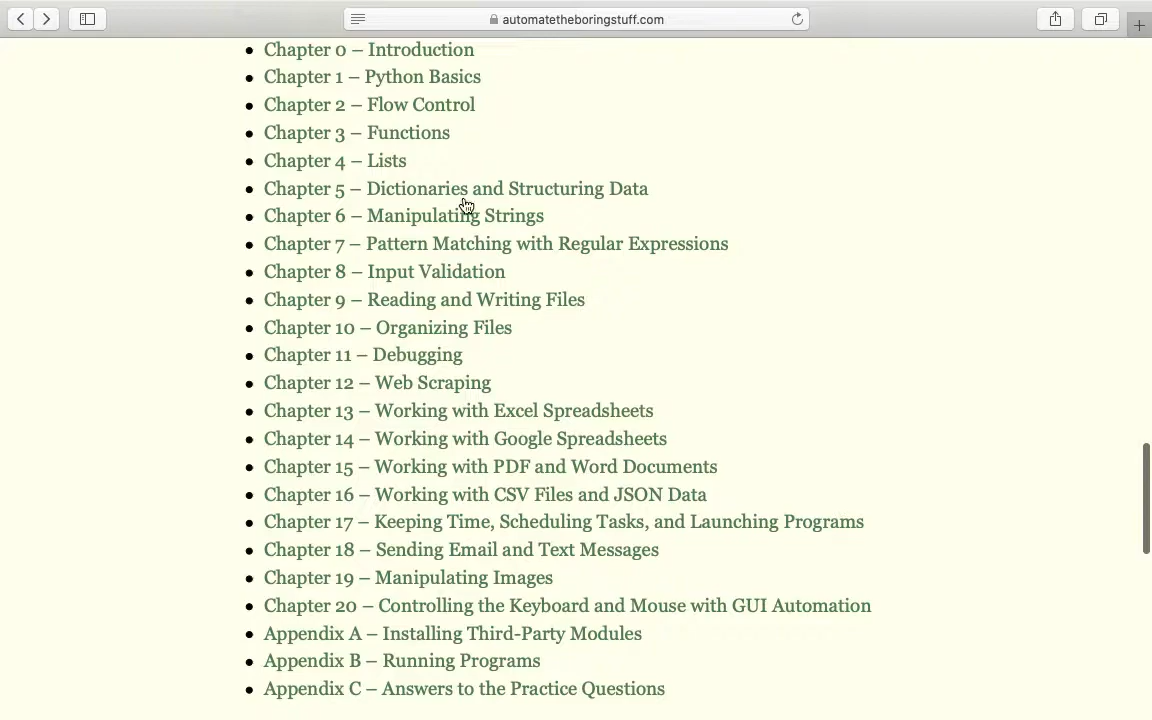 automatetheboringstuff.com
Chapter 0 – Introduction
Chapter 1 – Python Basics
Chapter 2 – Flow Control
Chapter 3 – Functions
Chapter 4 – Lists
Chapter 5 – Dictionaries and Structuring Data
Chapter 6 – Manipulating Strings
Chapter 7 – Pattern Matching with Regular Expressions
Chapter 8 – Input Validation
Chapter 9 – Reading and Writing Files
Chapter 10 – Organizing Files
Chapter 11 – Debugging
Chapter 12 – Web Scraping
Chapter 13 – Working with Excel Spreadsheets
Chapter 14 – Working with Google Spreadsheets
Chapter 15 – Working with PDF and Word Documents
Chapter 16 – Working with CSV Files and JSON Data
Chapter 17 – Keeping Time, Scheduling Tasks, and Launching Programs
Chapter 18 – Sending Email and Text Messages
Chapter 19 – Manipulating Images
Chapter 20 – Controlling the Keyboard and Mouse with GUI Automation
Appendix A – Installing Third-Party Modules
Appendix B – Running Programs
Appendix C – Answers to the Practice Questions